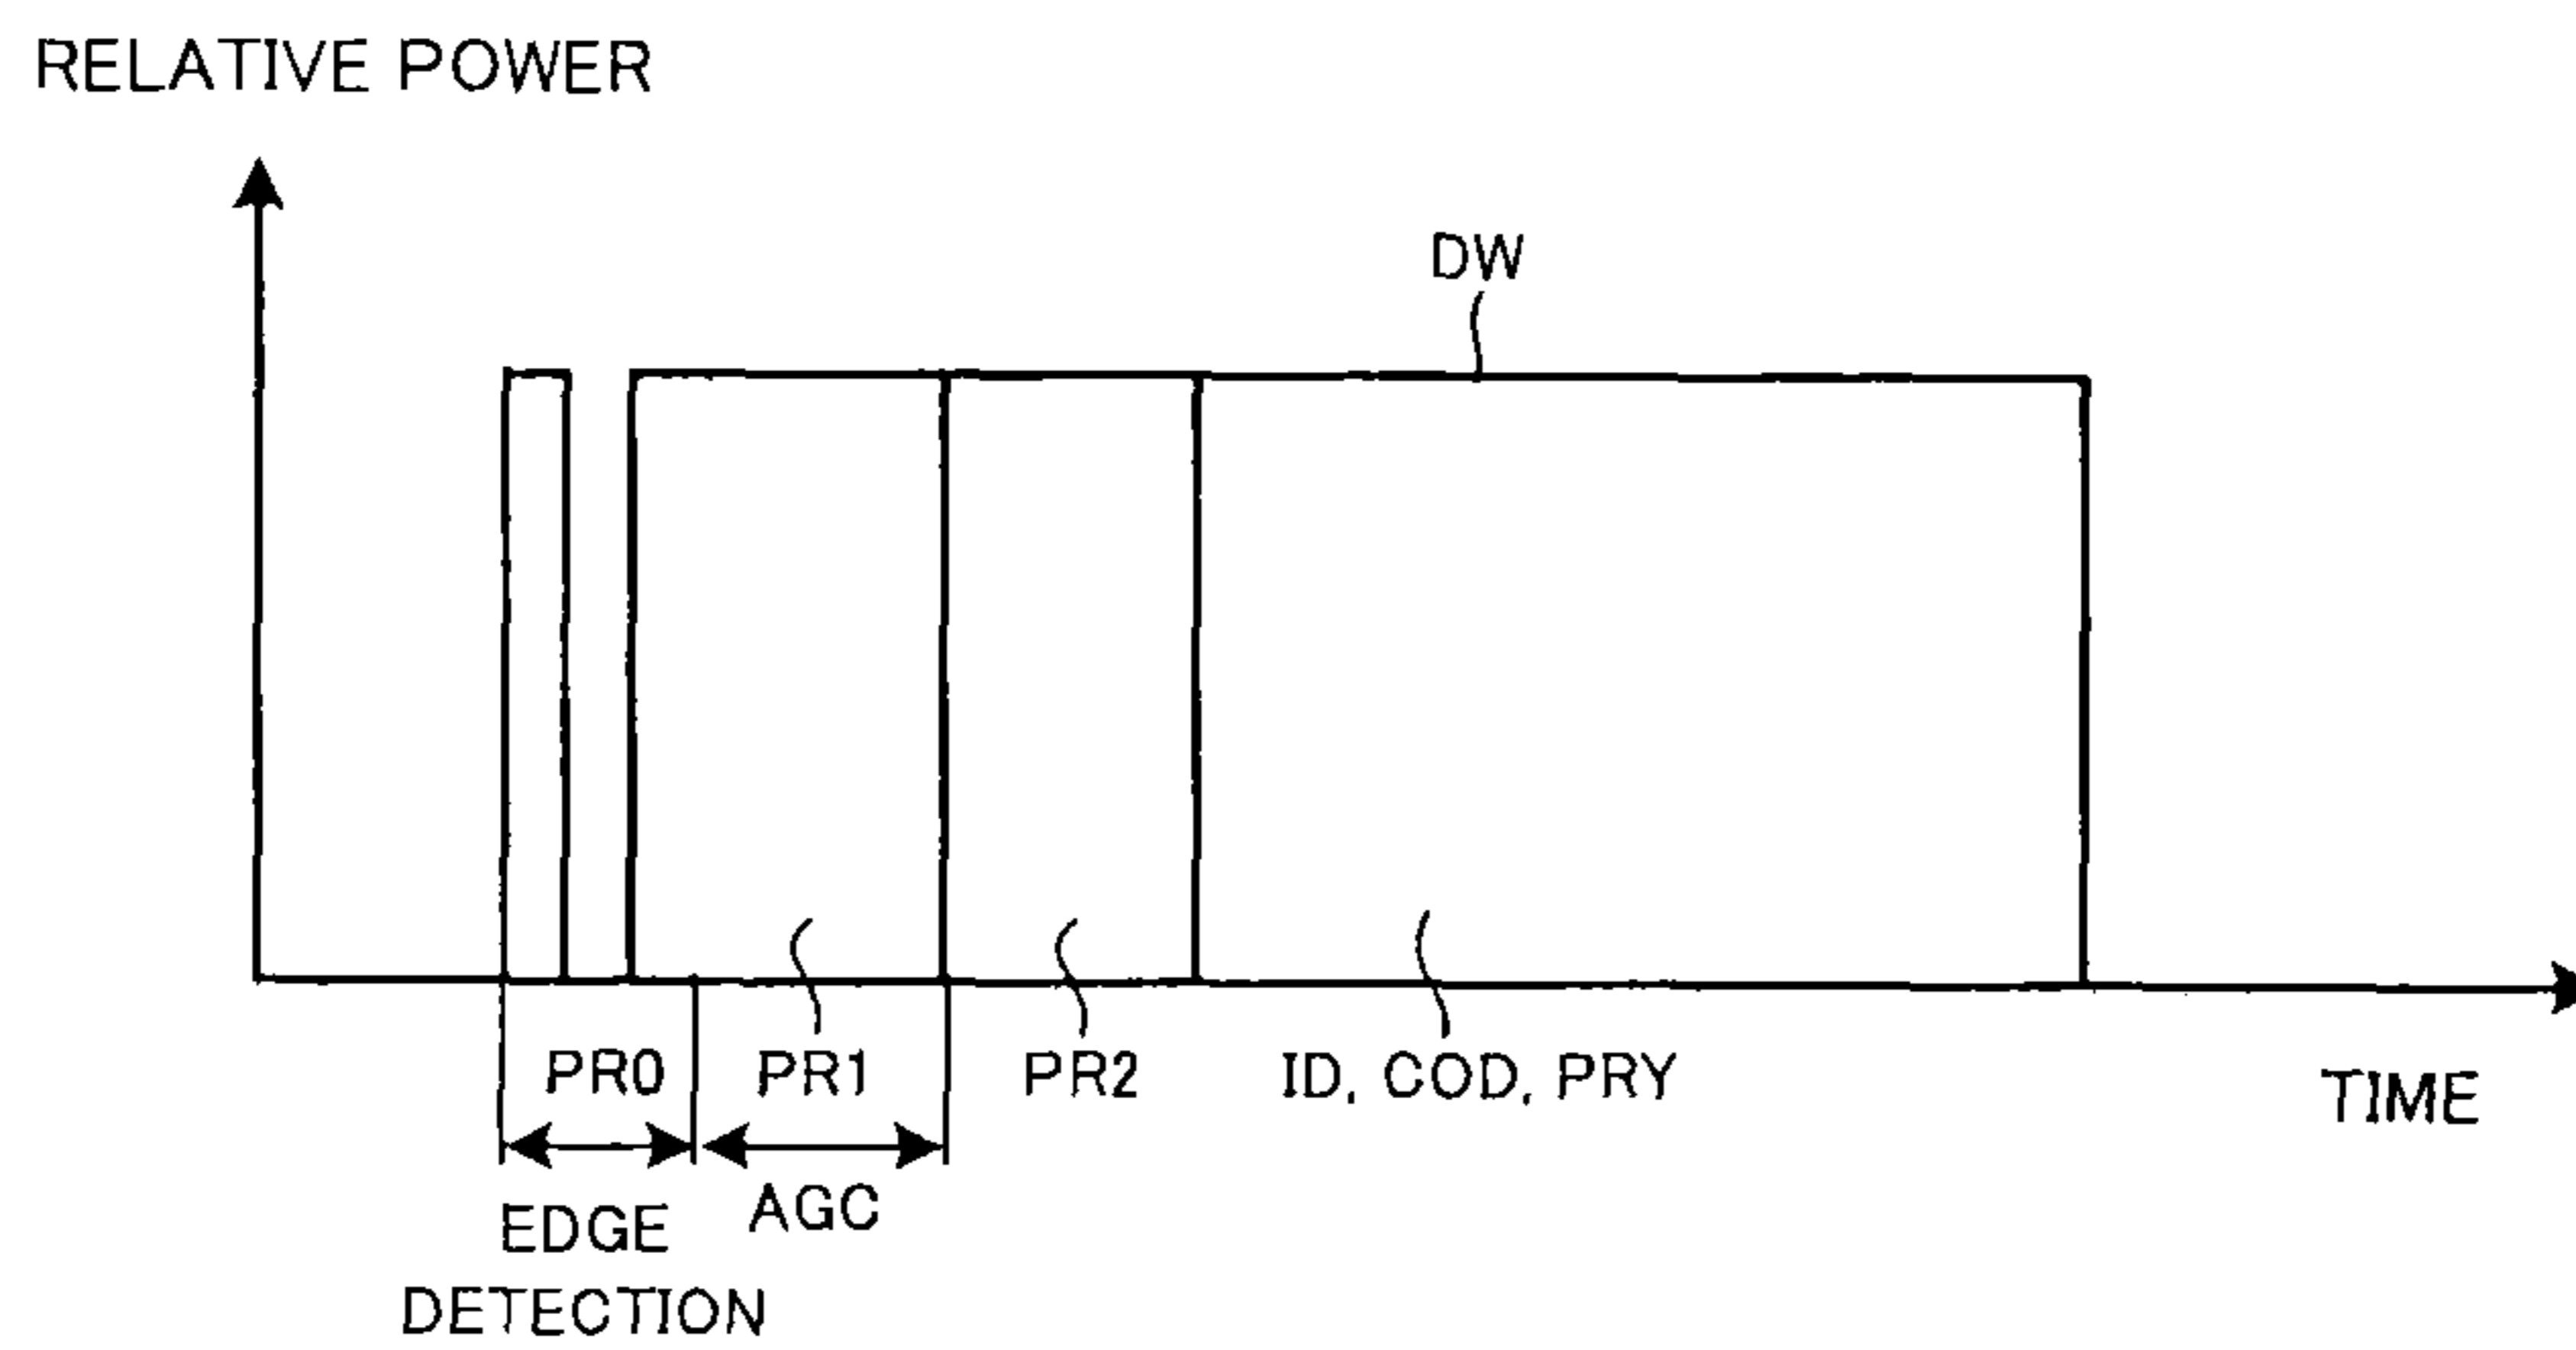 RELATIVE POWER
DW
PR0
PR1
PR2
ID, COD, PRY
TIME
EDGE
DETECTION
AGC